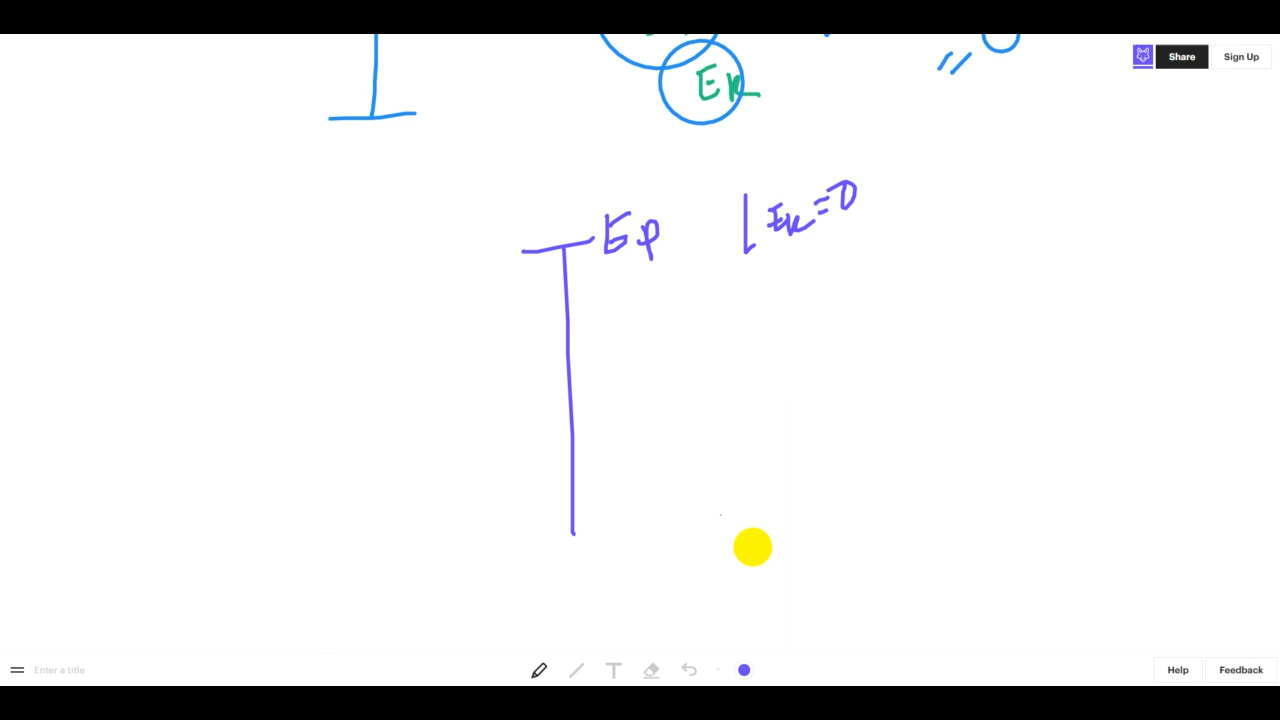 Share
Sign Up
Ek
Ep | Ek=0
Enter a title
T
Help
Feedback